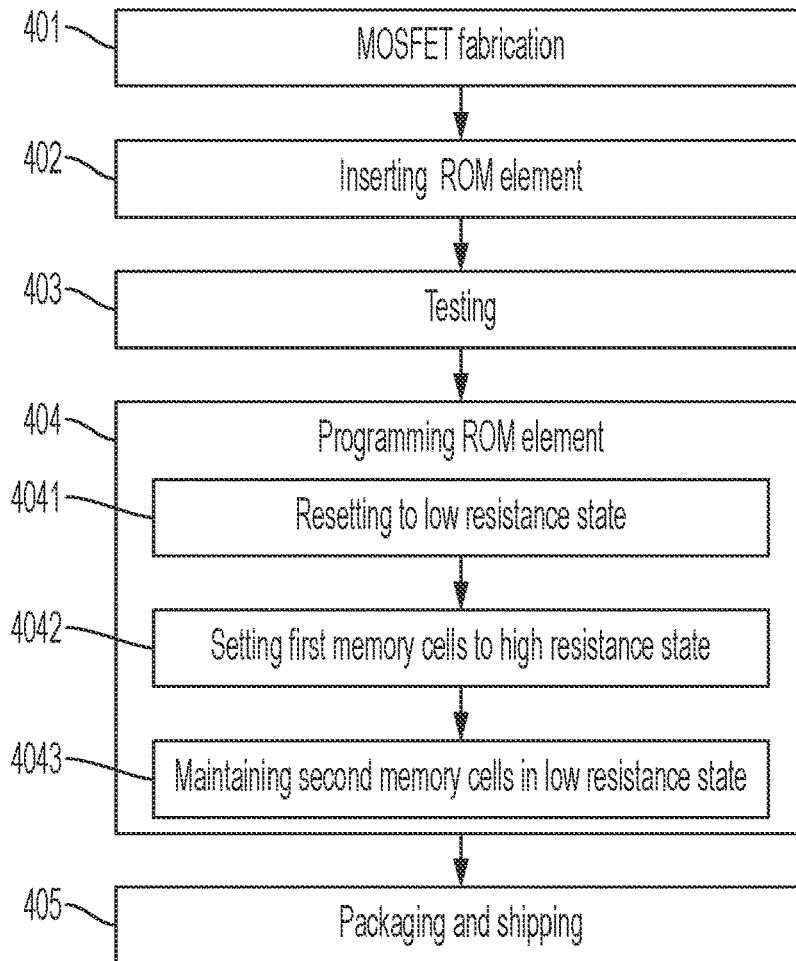 401
MOSFET fabrication
402
Inserting ROM element
403
Testing
404
Programming ROM element
4041
Resetting to low resistance state
4042
Setting first memory cells to high resistance state
4043
Maintaining second memory cells in low resistance state
405
Packaging and shipping